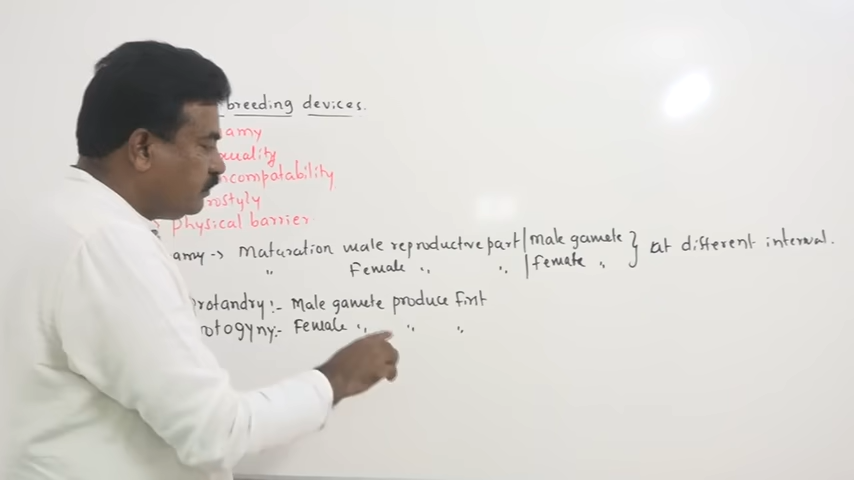 breeding devices.
amy
uality
ncompatability
rostyly
physical barrier
amy -> Maturation male reproductive part | male gamete } at different interval.
" Female " " | female "
rotandry :- Male gamete produce first
otogyny:- Female " " "